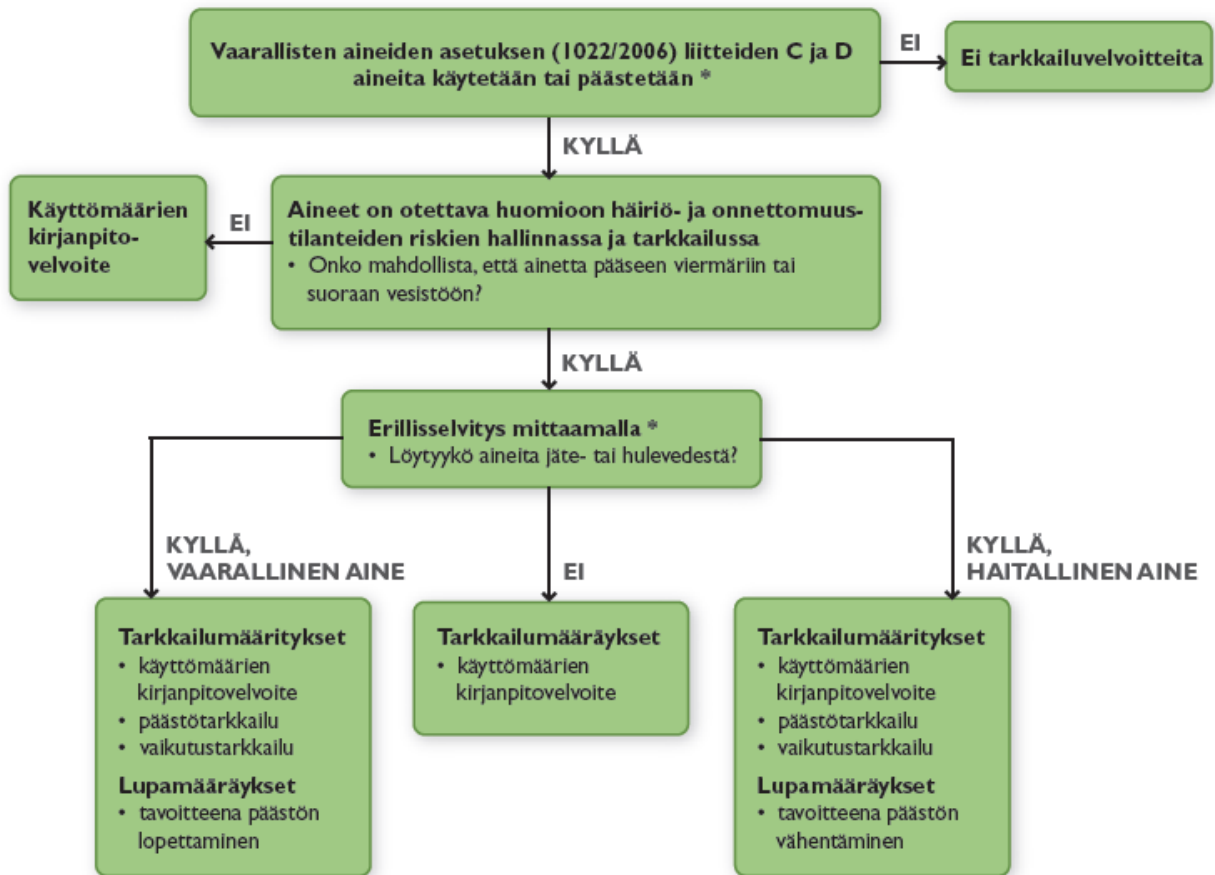 Vaarallisten aineiden asetuksen (1022/2006) liitteiden C ja D
aineita käytetään tai päästetään *
EI
Ei tarkkailuvelvoitteita
KYLLÄ
Käyttömäärien
kirjanpito-
velvoite
EI
Aineet on otettava huomioon häiriö- ja onnettomuus-
tilanteiden riskien hallinnassa ja tarkkailussa
• Onko mahdollista, että ainetta pääseen viermäriin tai
suoraan vesistöön?
KYLLÄ
Erillisselvitys mittaamalla *
• Löytyykö aineita jäte- tai hulevedestä?
KYLLÄ,
VAARALLINEN AINE
EI
KYLLÄ,
HAITALLINEN AINE
Tarkkailumääritykset
• käyttömäärien
kirjanpitovelvoite
• päästötarkkailu
• vaikutustarkkailu
Lupamääräykset
• tavoitteena päästön
lopettaminen
Tarkkailumääräykset
• käyttömäärien
kirjanpitovelvoite
Tarkkailumääritykset
• käyttömäärien
kirjanpitovelvoite
• päästötarkkailu
• vaikutustarkkailu
Lupamääräykset
• tavoitteena päästön
vähentäminen